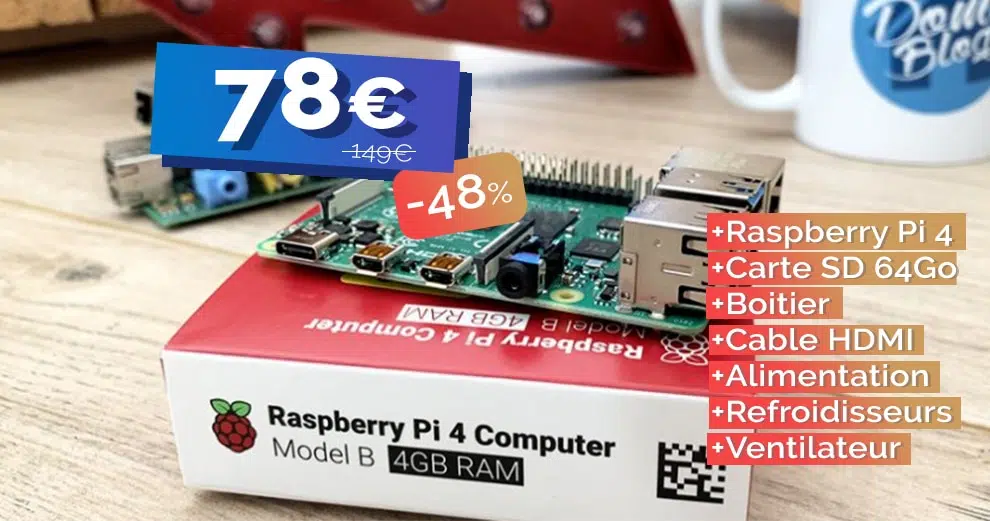 Dom
Blog
78€
149€
-48%
+Raspberry Pi 4
+Carte SD 64Go
+Boitier
+Cable HDMI
+Alimentation
+Refroidisseurs
+Ventilateur
Raspberry Pi 4 Computer
Model B 4GB RAM
Raspberry Pi 4 Computer
Model B 4GB RAM